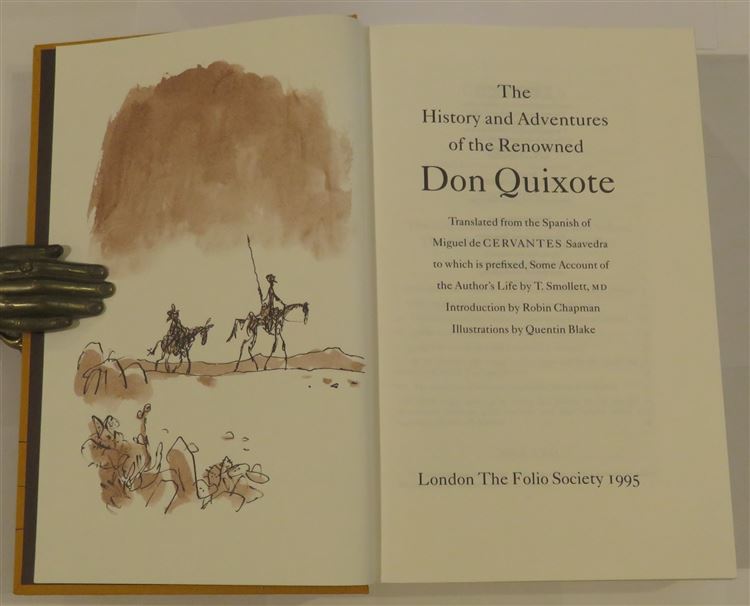 The
History and Adventures
of the Renowned
Don Quixote
Translated from the Spanish of
Miguel de CERVANTES Saavedra
to which is prefixed, Some Account of
the Author's Life by T. Smollett, MD
Introduction by Robin Chapman
Illustrations by Quentin Blake
London The Folio Society 1995